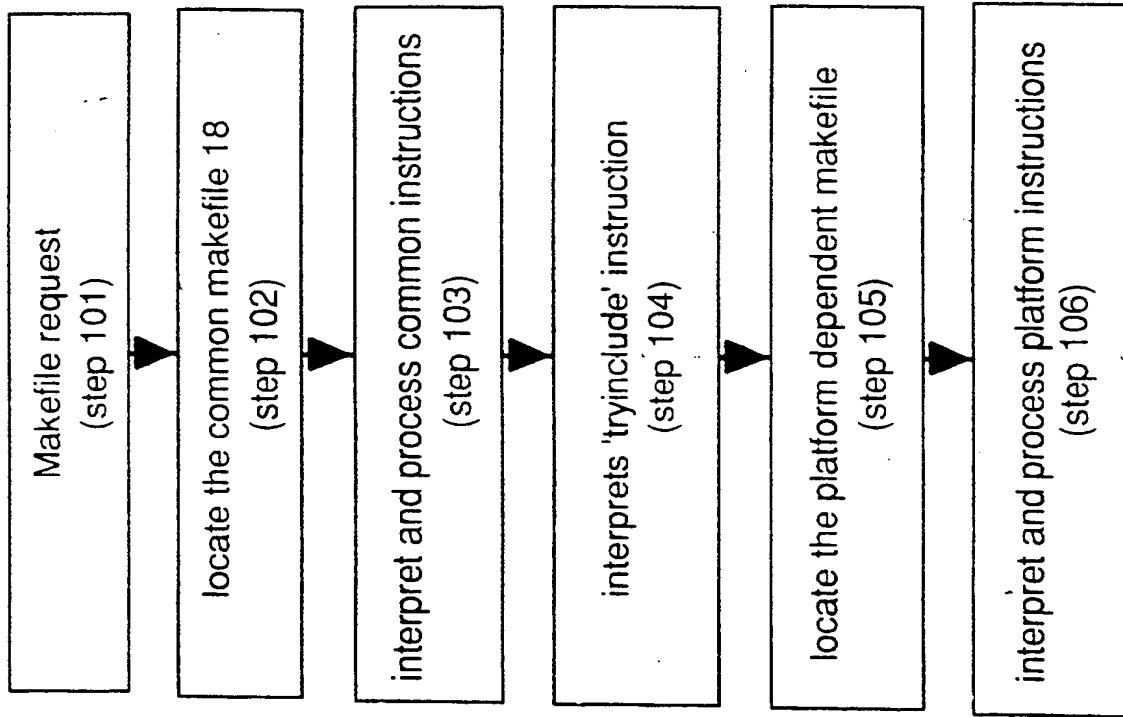 Makefile request
(step 101)
locate the common makefile 18
(step 102)
interpret and process common instructions
(step 103)
interprets 'tryinclude' instruction
(step 104)
locate the platform dependent makefile
(step 105)
interpret and process platform instructions
(step 106)